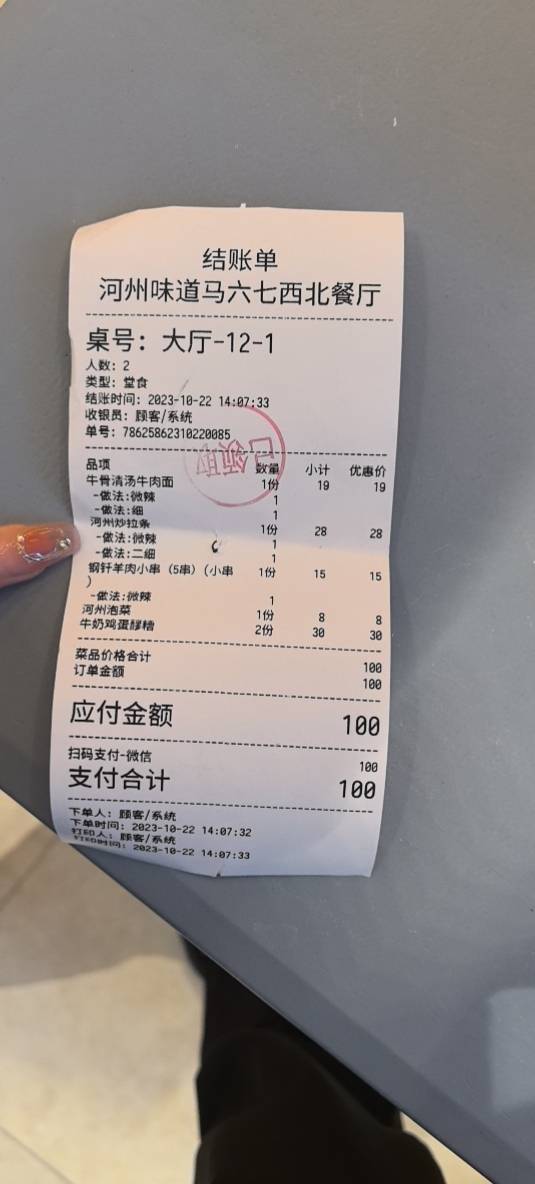 结账单
河州味道马六七西北餐厅
桌号：大厅-12-1
人数：2
类型：堂食
结账时间：2023-10-22 14:07:33
收银员：顾客/系统
单号：78625862310220085
已领取
品项 数量 小计 优惠价
牛骨清汤牛肉面 1份 19 19
-做法:微辣 1
-做法:细 1
河州炒拉条 1份 28 28
-做法:微辣 1
-做法:二细 1
钢钎羊肉小串（5串）(小串 1份 15 15
)
-做法:微辣 1
河州泡菜 1份 8 8
牛奶鸡蛋醪糟 2份 30 30
菜品价格合计 100
订单金额 100
应付金额 100
扫码支付-微信 100
支付合计 100
下单人：顾客/系统
下单时间：2023-10-22 14:07:32
打印人：顾客/系统
打印时间：2023-10-22 14:07:33